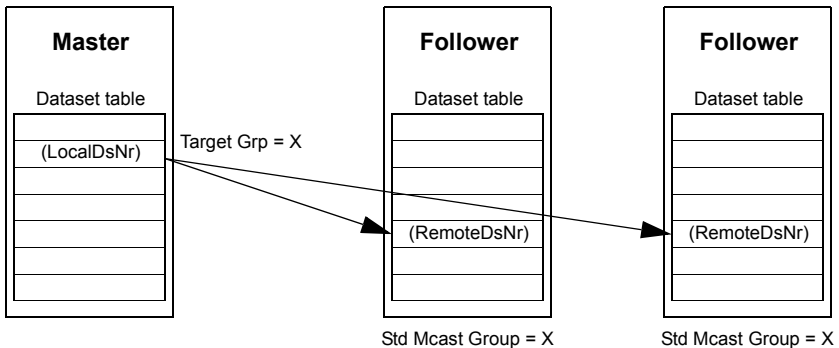 Master Follower Follower
Dataset table Dataset table Dataset table
(LocalDsNr) Target Grp = X
(RemoteDsNr) (RemoteDsNr)
Std Mcast Group = X Std Mcast Group = X